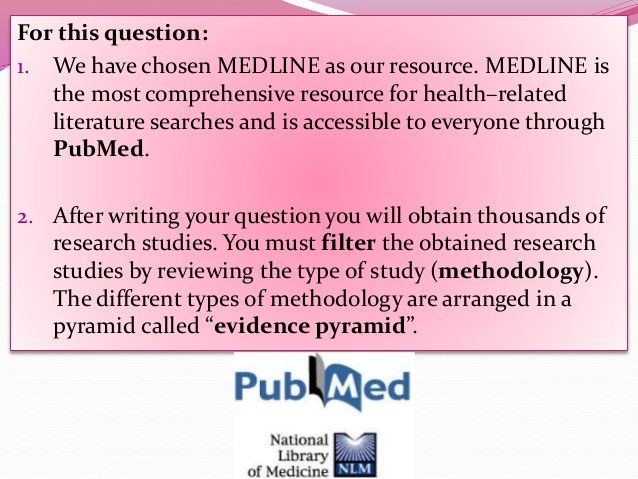 For this question:
1. We have chosen MEDLINE as our resource. MEDLINE is
the most comprehensive resource for health–related
literature searches and is accessible to everyone through
PubMed.
2. After writing your question you will obtain thousands of
research studies. You must filter the obtained research
studies by reviewing the type of study (methodology).
The different types of methodology are arranged in a
pyramid called “evidence pyramid”.
PubMed
National
Library
of Medicine
NLM